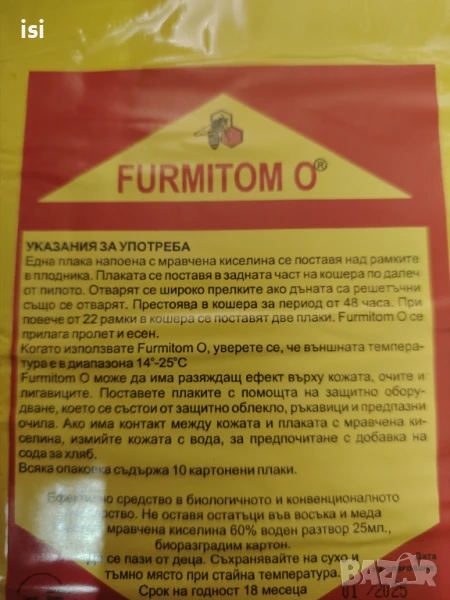 isi
FURMITOM O®
УКАЗАНИЯ ЗА УПОТРЕБА
Една плака напоена с мравчена киселина се поставя над рамките
в плодника. Плаката се поставя в задната част на кошера по далеч
от пилото. Отварят се широко прелките ако дъната са решетъчни
също се отварят. Престоява в кошера за период от 48 часа. При
повече от 22 рамки в кошера се поставят две плаки. Furmitom O се
прилага пролет и есен.
Когато използвате Furmitom O, уверете се, че външната темпера-
тура е в диапазона 14°-25°C
Furmitom O може да има разяждащ ефект върху кожата, очите и
лигавиците. Поставете плаките с помощта на защитно обору-
дване, което се състои от защитно облекло, ръкавици и предпазни
очила. Ако има контакт между кожата и плаката с мравчена ки-
селина, измийте кожата с вода, за предпочитане с добавка на
сода за хляб.
Всяка опаковка съдържа 10 картонени плаки.
Ефективно средство в биологичното и конвенционалното
Не оставя остатъци във восъка и меда
мравчена киселина 60% воден разтвор 25мл.,
биоразградим картон.
се пази от деца. Съхранявайте на сухо и
тъмно място при стайна температура.
Срок на годност 18 месеца
Дата
01 /2025
BAZAR